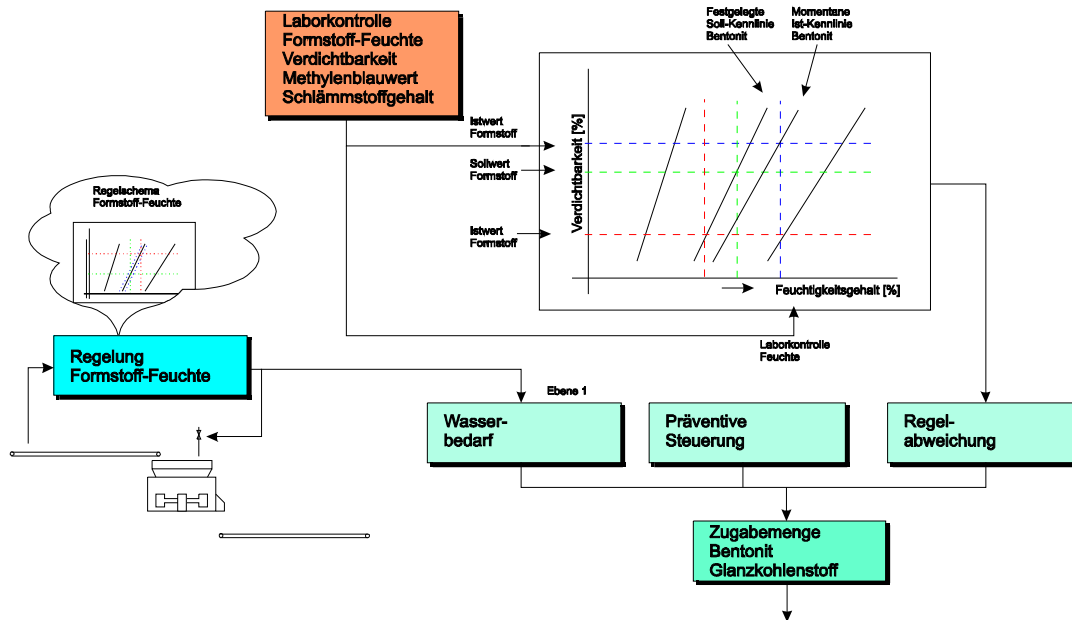 Laborkontrolle
Formstoff-Feuchte
Verdichtbarkeit
Methylenblauwert
Schlämmstoffgehalt
Festgelegte
Soll-Kennlinie
Bentonit
Momentane
Ist-Kennlinie
Bentonit
Istwert
Formstoff
Sollwert
Formstoff
Istwert
Formstoff
Verdichtbarkeit [%]
Feuchtigkeitsgehalt [%]
Laborkontrolle
Feuchte
Regelschema
Formstoff-Feuchte
Regelung
Formstoff-Feuchte
Ebene 1
Wasser-
bedarf
Präventive
Steuerung
Regel-
abweichung
Zugabemenge
Bentonit
Glanzkohlenstoff